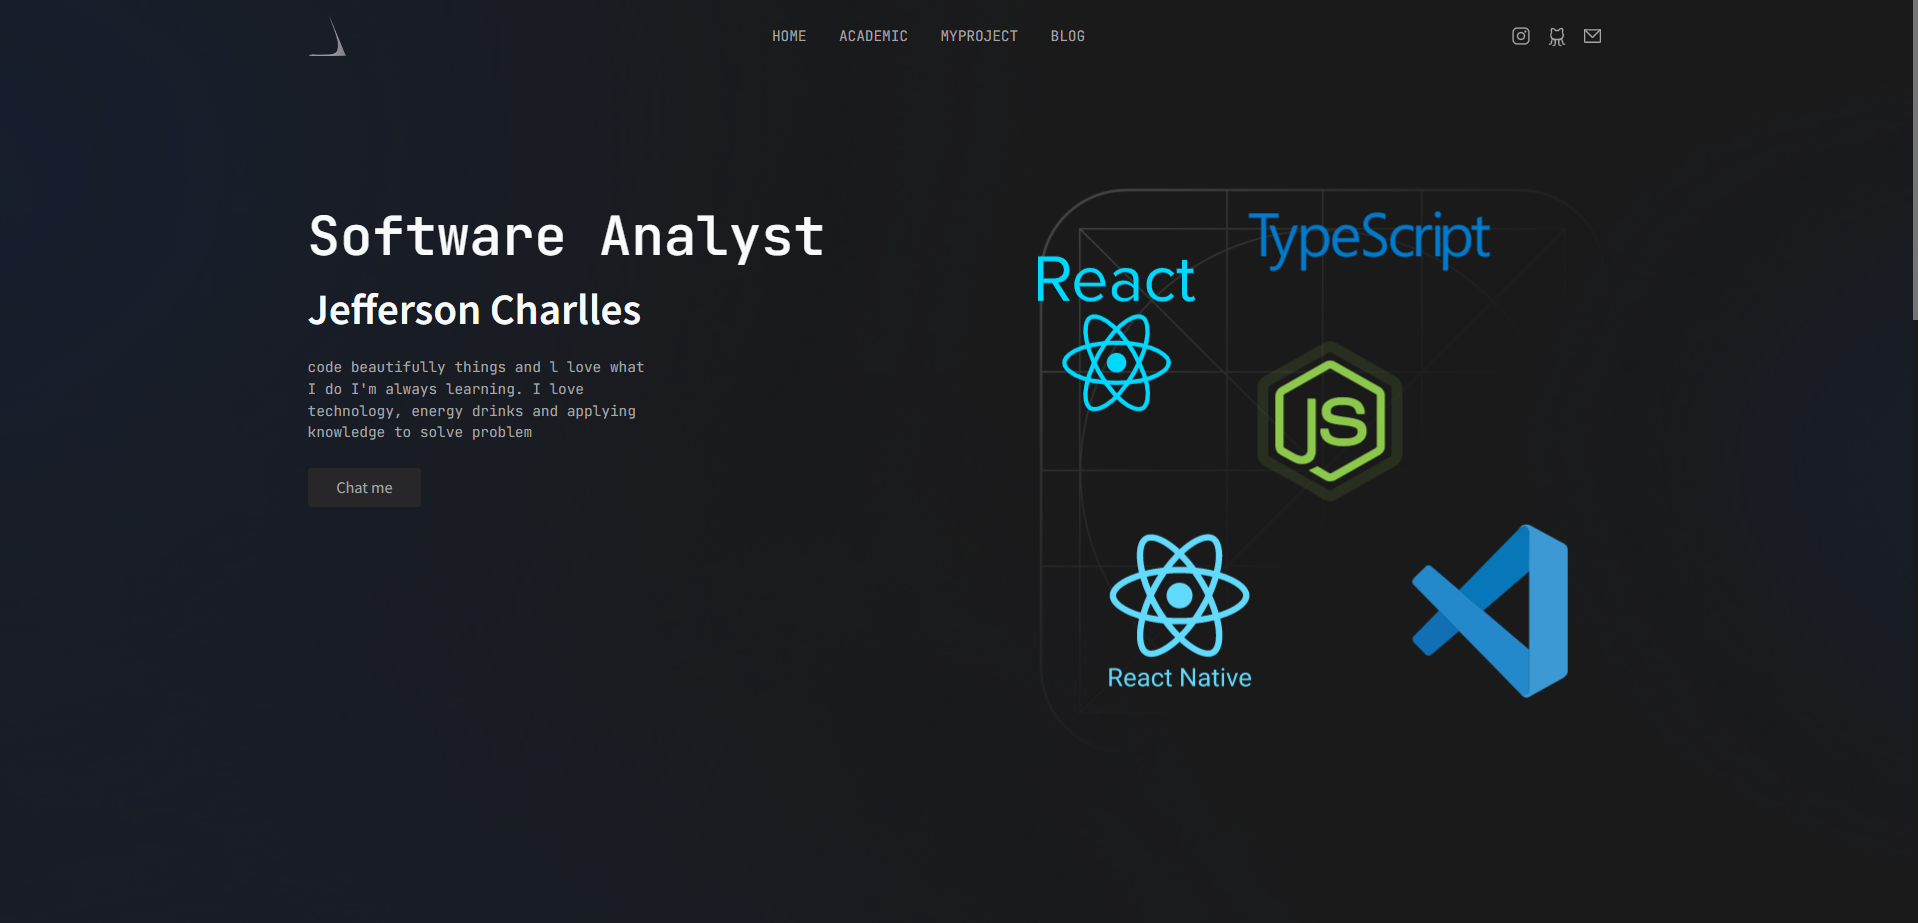 HOME ACADEMIC MYPROJECT BLOG
Software Analyst
Jefferson Charlles
code beautifully things and l love what
I do I'm always learning. I love
technology, energy drinks and applying
knowledge to solve problem
Chat me
TypeScript
React
JS
React Native